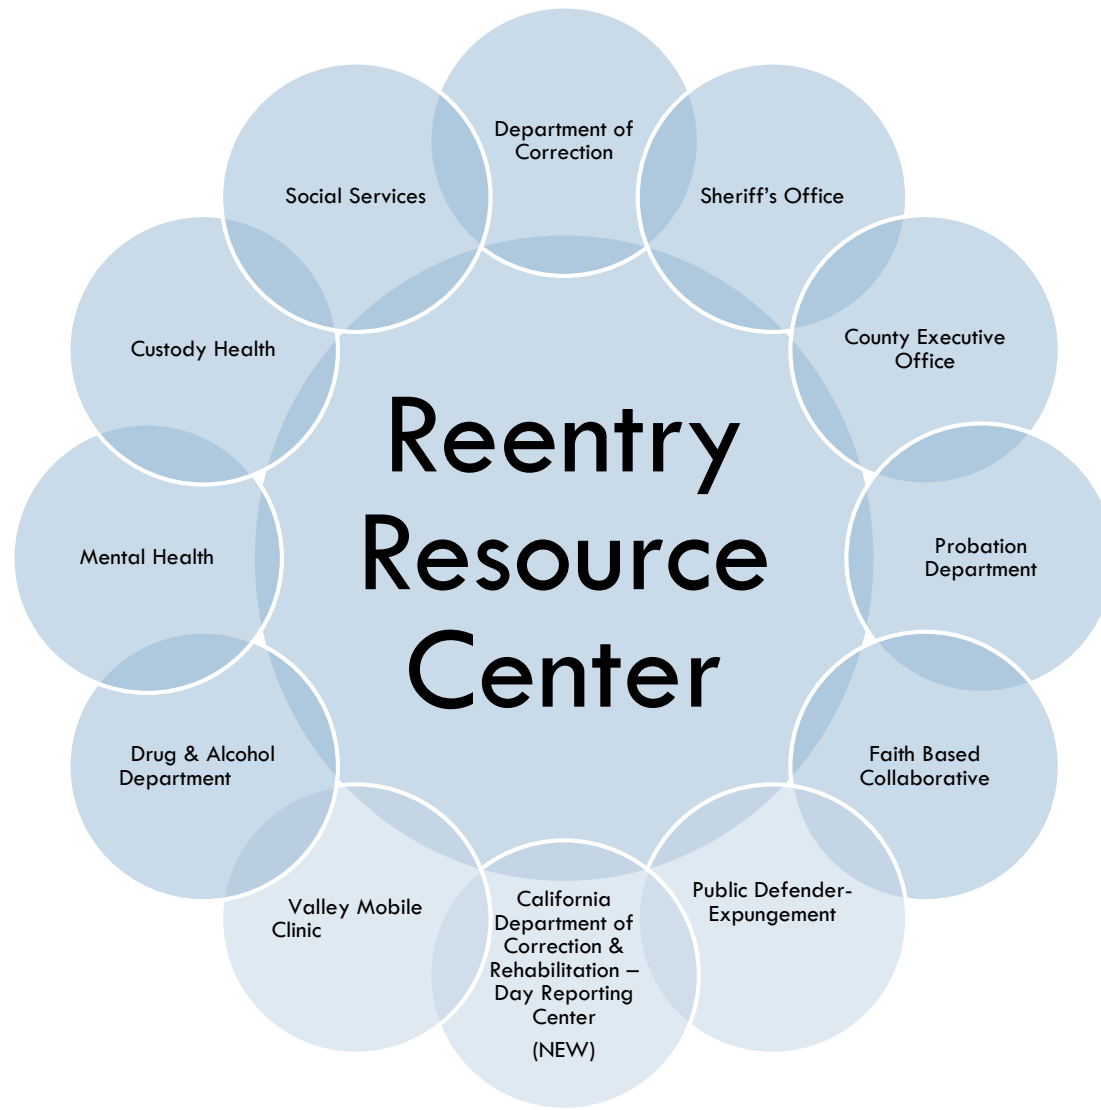 Department of
Correction
Sheriff's Office
County Executive
Office
Probation
Department
Faith Based
Collaborative
Public Defender-
Expungement
California
Department of
Correction &
Rehabilitation –
Day Reporting
Center
(NEW)
Valley Mobile
Clinic
Drug & Alcohol
Department
Mental Health
Custody Health
Social Services
Reentry
Resource
Center